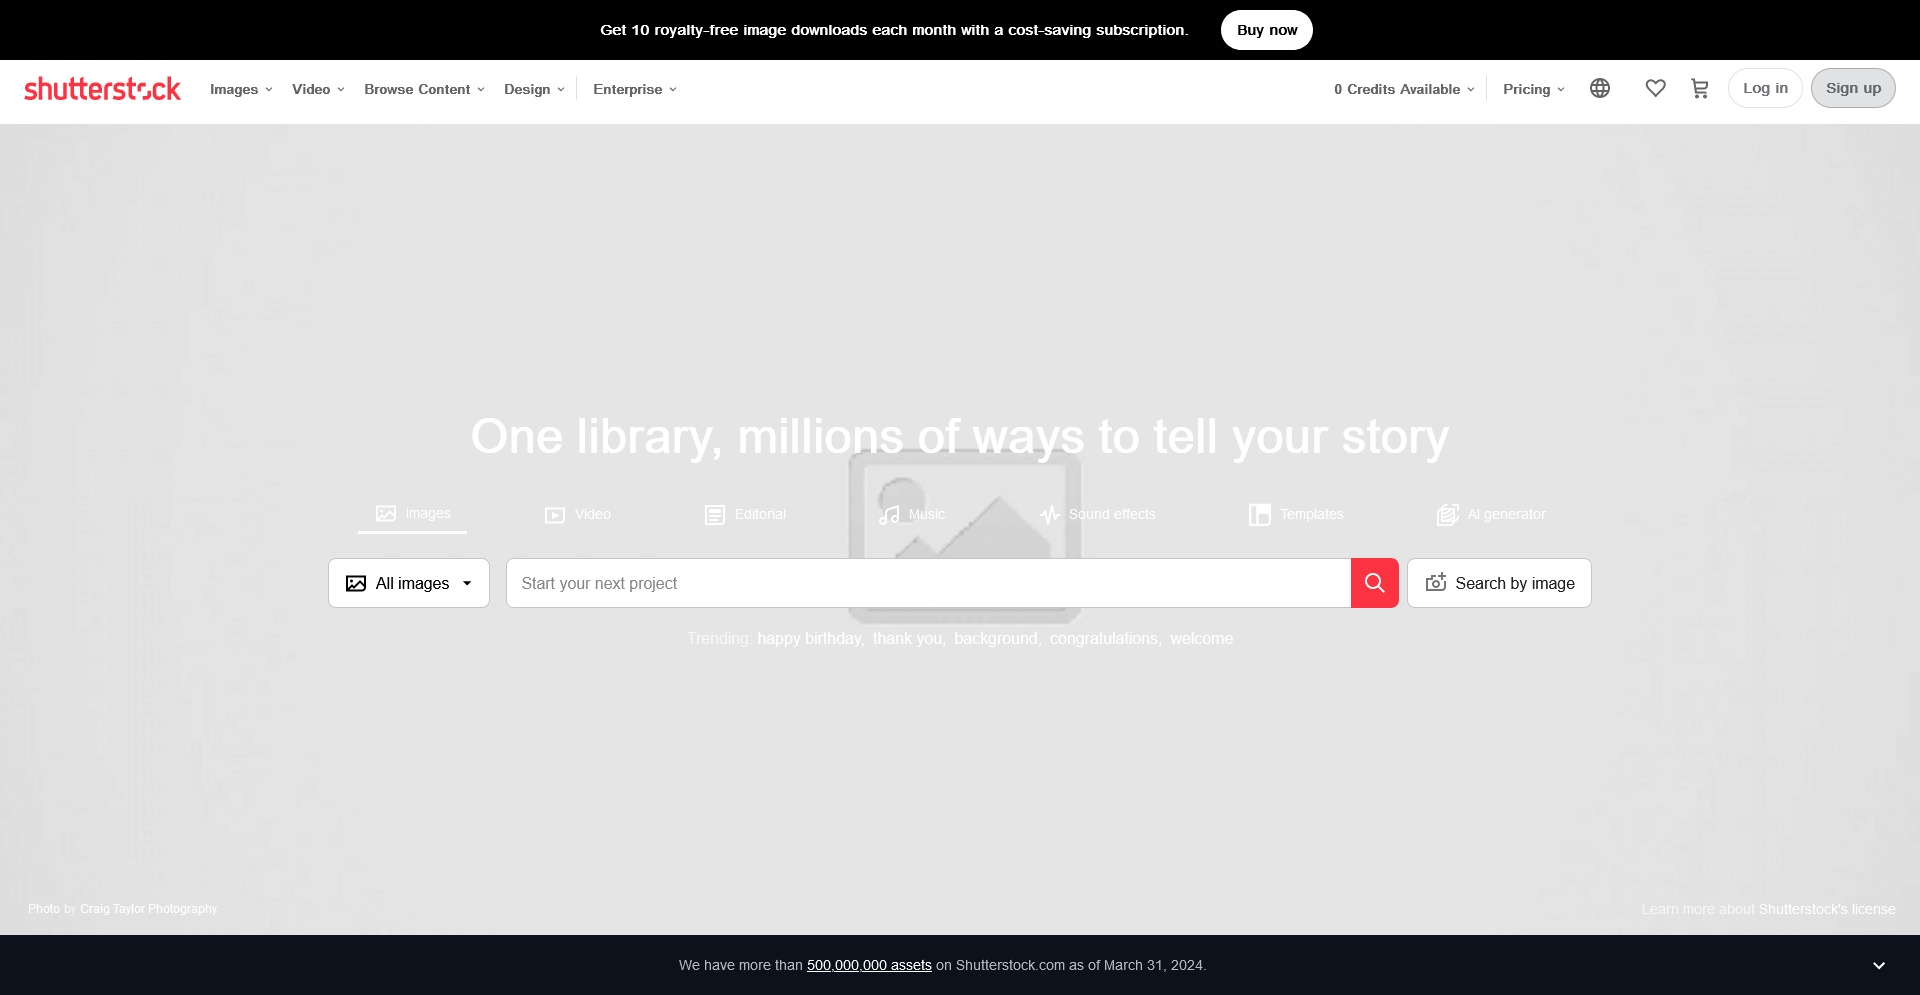 Get 10 royalty-free image downloads each month with a cost-saving subscription. Buy now
shutterstock Images Video Browse Content Design Enterprise 0 Credits Available Pricing Log in Sign up
One library, millions of ways to tell your story
Images Video Editorial Music Sound effects Templates AI generator
All images Start your next project Search by image
Trending: happy birthday, thank you, background, congratulations, welcome
Photo by Craig Taylor Photography Learn more about Shutterstock's license
We have more than 500,000,000 assets on Shutterstock.com as of March 31, 2024.